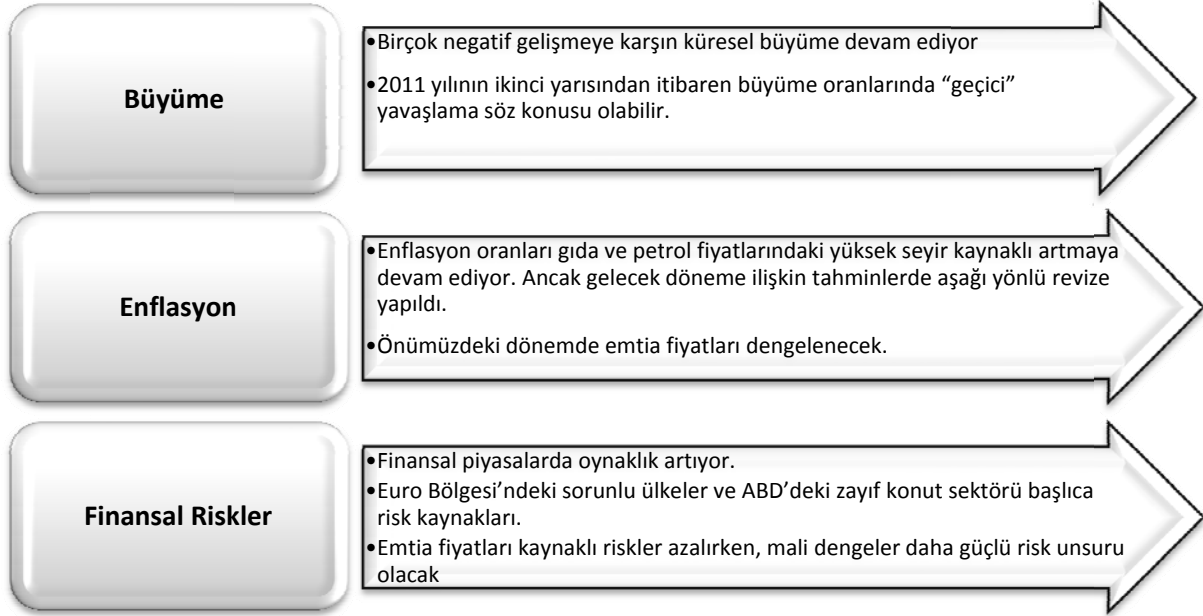 Büyüme
•Birçok negatif gelişmeye karşın küresel büyüme devam ediyor
•2011 yılının ikinci yarısından itibaren büyüme oranlarında “geçici”
yavaşlama söz konusu olabilir.
Enflasyon
•Enflasyon oranları gıda ve petrol fiyatlarındaki yüksek seyir kaynaklı artmaya
devam ediyor. Ancak gelecek döneme ilişkin tahminlerde aşağı yönlü revize
yapıldı.
•Önümüzdeki dönemde emtia fiyatları dengelenecek.
Finansal Riskler
•Finansal piyasalarda oynaklık artıyor.
•Euro Bölgesi’ndeki sorunlu ülkeler ve ABD’deki zayıf konut sektörü başlıca
risk kaynakları.
•Emtia fiyatları kaynaklı riskler azalırken, mali dengeler daha güçlü risk unsuru
olacak